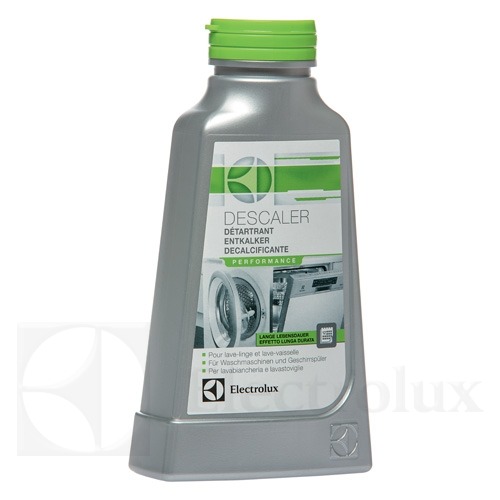 DESCALER
DÉTARTRANT
ENTKALKER
DECALCIFICANTE
PERFORMANCE
LANGE LEBENSDAUER
EFFETTO LUNGA DURATA
• Pour lave-linge et lave-vaisselle
• Für Waschmaschinen und Geschirrspüler
• Per lavabiancheria e lavastoviglie
Electrolux
Electrolux